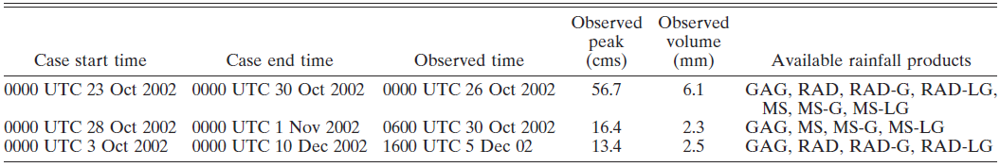 Observed Observed
peak volume
Case start time Case end time Observed time (cms) (mm) Available rainfall products
0000 UTC 23 Oct 2002 0000 UTC 30 Oct 2002 0000 UTC 26 Oct 2002 56.7 6.1 GAG, RAD, RAD-G, RAD-LG,
MS, MS-G, MS-LG
0000 UTC 28 Oct 2002 0000 UTC 1 Nov 2002 0600 UTC 30 Oct 2002 16.4 2.3 GAG, MS, MS-G, MS-LG
0000 UTC 3 Oct 2002 0000 UTC 10 Dec 2002 1600 UTC 5 Dec 02 13.4 2.5 GAG, RAD, RAD-G, RAD-LG